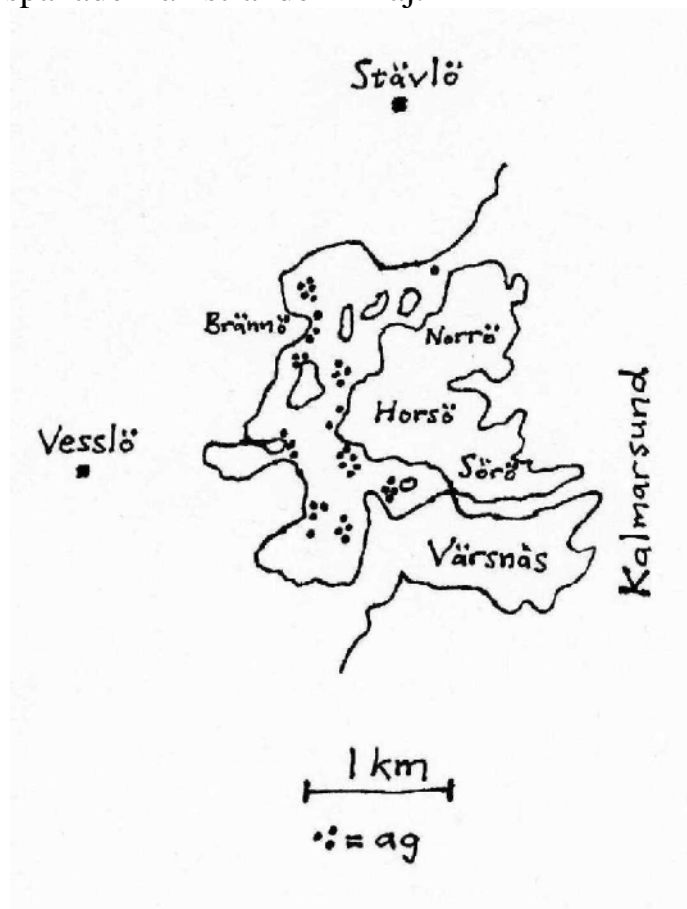 Stävlö
Brännö
Norrö
Horsö
Vesslö
Sörö
Värsnäs
Kalmarsund
1 km
= ag